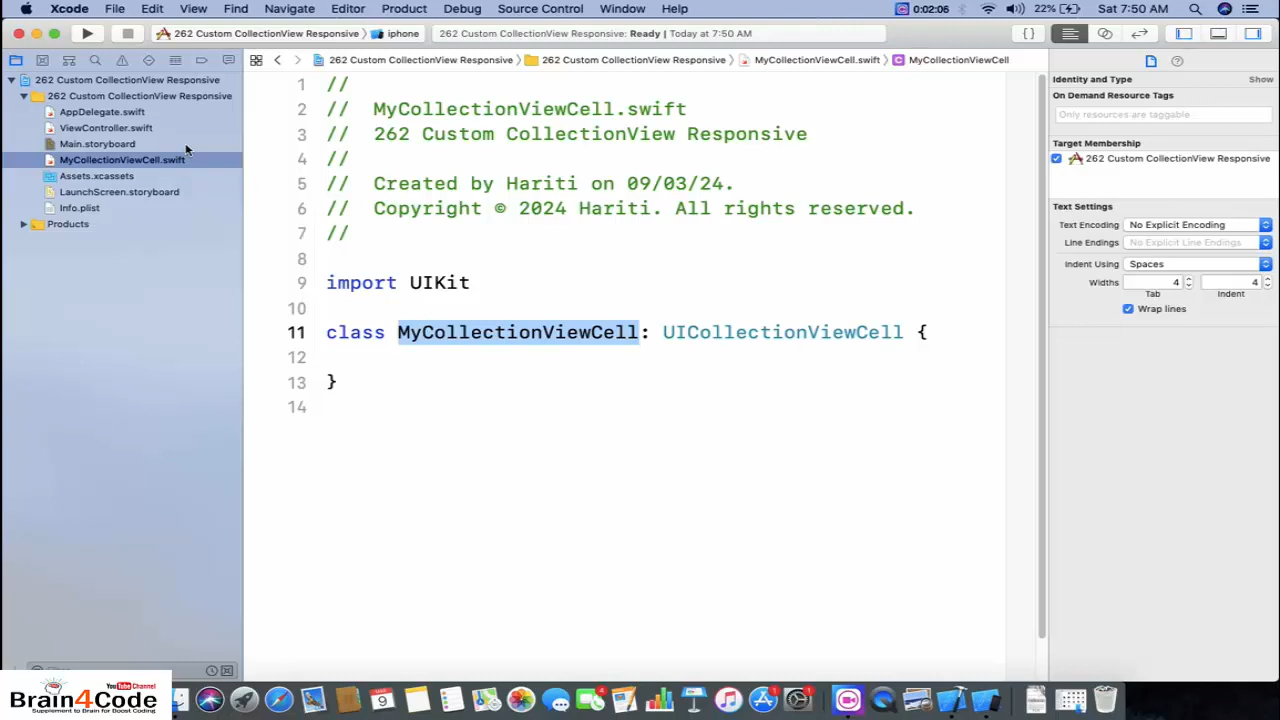 Xcode File Edit View Find Navigate Editor Product Debug Source Control Window Help 0:02:06 22% Sat 7:50 AM
262 Custom CollectionView Responsive iphone 262 Custom CollectionView Responsive: Ready | Today at 7:50 AM {}
262 Custom CollectionView Responsive 262 Custom CollectionView Responsive MyCollectionViewCell.swift C MyCollectionViewCell
262 Custom CollectionView Responsive
262 Custom CollectionView Responsive
AppDelegate.swift
ViewController.swift
Main.storyboard
MyCollectionViewCell.swift
Assets.xcassets
LaunchScreen.storyboard
Info.plist
Products
1 //
2 // MyCollectionViewCell.swift
3 // 262 Custom CollectionView Responsive
4 //
5 // Created by Hariti on 09/03/24.
6 // Copyright © 2024 Hariti. All rights reserved.
7 //
8
9 import UIKit
10
11 class MyCollectionViewCell: UICollectionViewCell {
12
13 }
14
Identity and Type Show
On Demand Resource Tags
Only resources are taggable
Target Membership
262 Custom CollectionView Responsive
Text Settings
Text Encoding No Explicit Encoding
Line Endings No Explicit Line Endings
Indent Using Spaces
Widths 4 4
Tab Indent
Wrap lines
YouTube Channel
Brain4Code
Supplement to Brain for Boost Coding